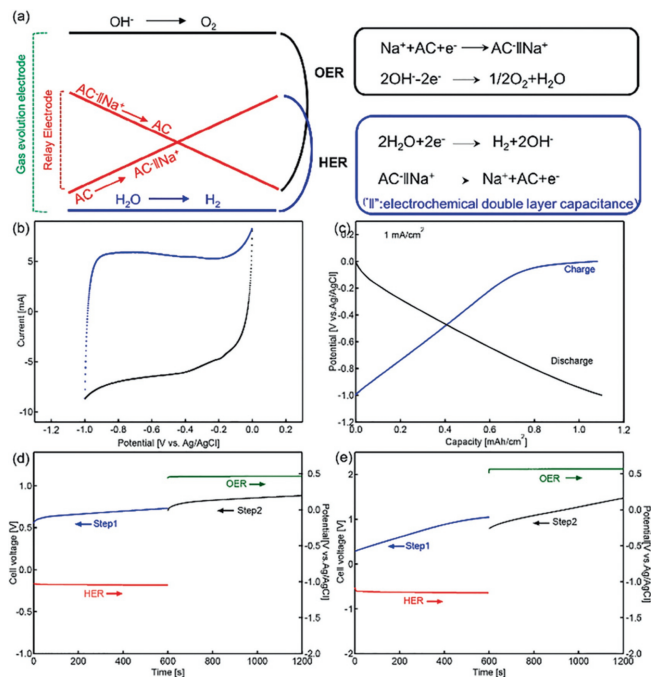 (a)
OH⁻ → O₂
Gas evolution electrode
Relay Electrode
AC⁻ǁNa⁺ → AC
AC → AC⁻ǁNa⁺
H₂O → H₂
OER
Na⁺+AC+e⁻ → AC⁻ǁNa⁺
2OH⁻-2e⁻ → 1/2O₂+H₂O
HER
2H₂O+2e⁻ → H₂+2OH⁻
AC⁻ǁNa⁺ > Na⁺+AC+e⁻
("ǁ":electrochemical double layer capacitance)
(b)
Current [mA]
5
0
-5
-10
-1.2 -1.0 -0.8 -0.6 -0.4 -0.2 0.0
Potential [V vs. Ag/AgCl]
(c)
1 mA/cm²
Potential [V vs.Ag/AgCl]
0.0
-0.2
-0.4
-0.6
-0.8
-1.0
-1.2
Charge
Discharge
0.0 0.2 0.4 0.6 0.8 1.0 1.2
Capacity [mAh/cm²]
(d)
Cell voltage [V]
1.0
0.5
0.0
-0.5
-1.0
OER
Step1
Step2
HER
0.5
0.0
-0.5
-1.0
-1.5
-2.0
Potential[V vs.Ag/AgCl]
0 200 400 600 800 1000 1200
Time [s]
(e)
Cell voltage [V]
2
1
0
-1
-2
OER
Step1
Step2
HER
0.5
0.0
-0.5
-1.0
-1.5
-2.0
Potential[V vs.Ag/AgCl]
0 200 400 600 800 1000 1200
Time [s]